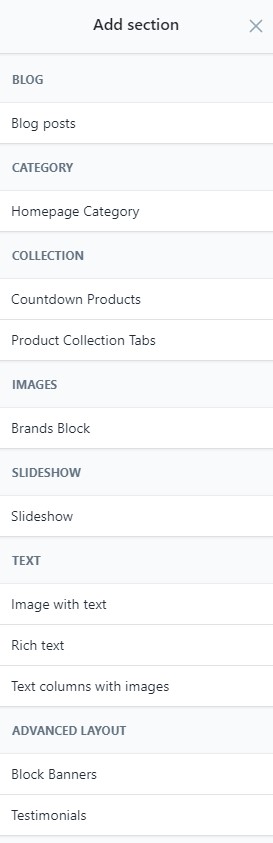 Add section
BLOG
Blog posts
CATEGORY
Homepage Category
COLLECTION
Countdown Products
Product Collection Tabs
IMAGES
Brands Block
SLIDESHOW
Slideshow
TEXT
Image with text
Rich text
Text columns with images
ADVANCED LAYOUT
Block Banners
Testimonials